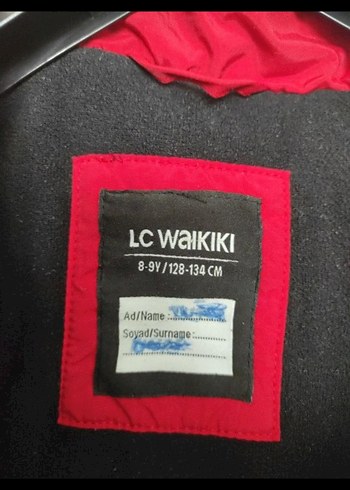 LC WAIKIKI
8-9Y/128-134 CM
Ad/Name :
Soyad/Surname: